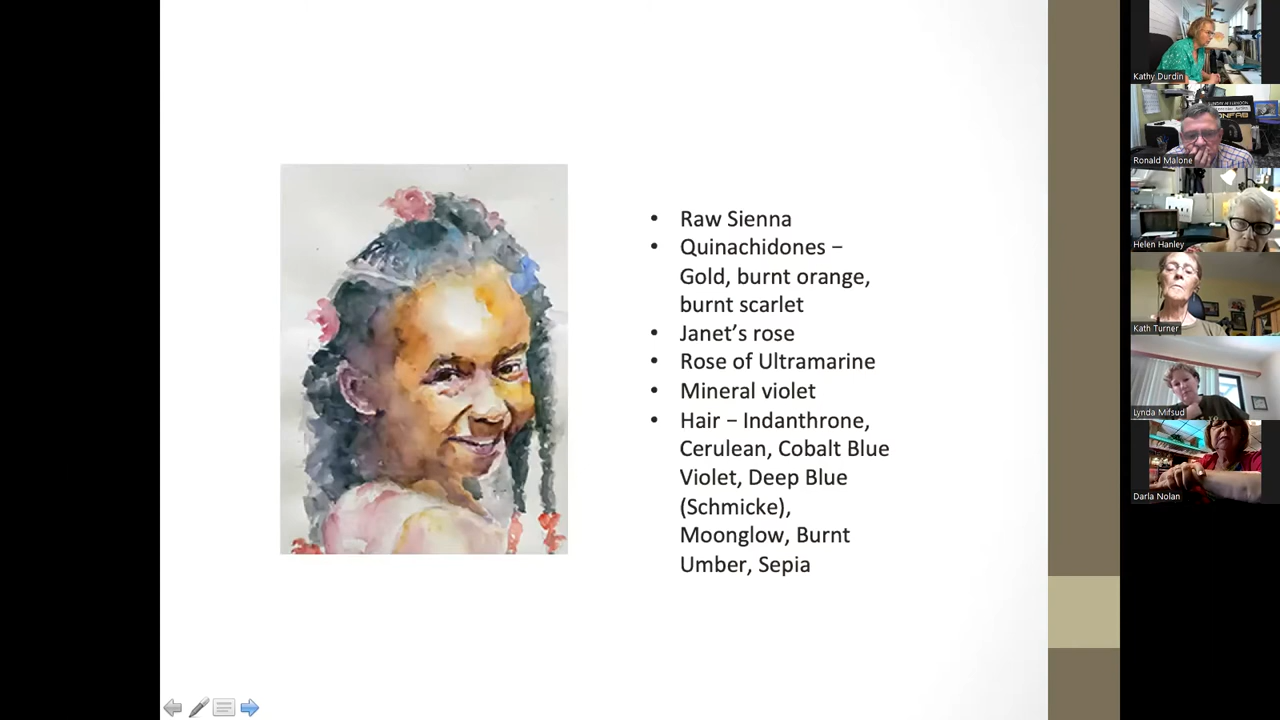 • Raw Sienna
• Quinachidones –
Gold, burnt orange,
burnt scarlet
• Janet’s rose
• Rose of Ultramarine
• Mineral violet
• Hair – Indanthrone,
Cerulean, Cobalt Blue
Violet, Deep Blue
(Schmicke),
Moonglow, Burnt
Umber, Sepia
Kathy Durdin
ONFAB
Ronald Malone
Helen Hanley
Kath Turner
Lynda Mifsud
Darla Nolan